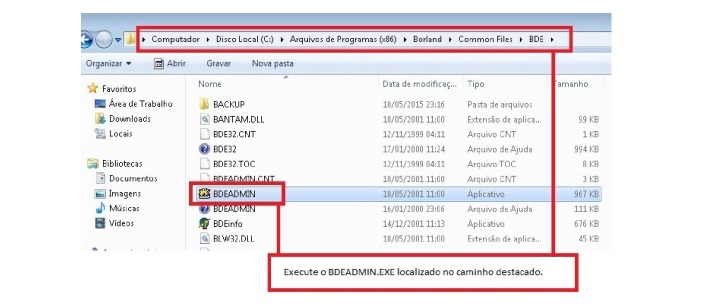 Computador ▸ Disco Local (C:) ▸ Arquivos de Programas (x86) ▸ Borland ▸ Common Files ▸ BDE ▸
Organizar Abrir Gravar Nova pasta
Nome Data de modificaç... Tipo Tamanho
Favoritos
Área de Trabalho
Downloads
Locais
Bibliotecas
Documentos
Imagens
Músicas
Vídeos
BACKUP 10/05/2015 23:16 Pasta de arquivos
BANTAM.DLL 10/05/2001 11:00 Extensão de aplica... 99 KB
BDE32.CNT 12/11/1999 04:11 Arquivo CNT 1 KB
BDE32 17/01/2000 11:24 Arquivo de Ajuda 994 KB
BDE32.TOC 12/11/1999 04:11 Arquivo TOC 8 KB
BDEADMIN.CNT 10/05/2001 11:00 Arquivo CNT 3 KB
BDEADMIN 10/05/2001 11:00 Aplicativo 967 KB
BDEADMIN 16/01/2000 23:06 Arquivo de Ajuda 111 KB
BDEinfo 14/12/2001 11:13 Aplicativo 676 KB
BLW32.DLL 10/05/2001 11:00 Extensão de aplica... 45 KB
Execute o BDEADMIN.EXE localizado no caminho destacado.